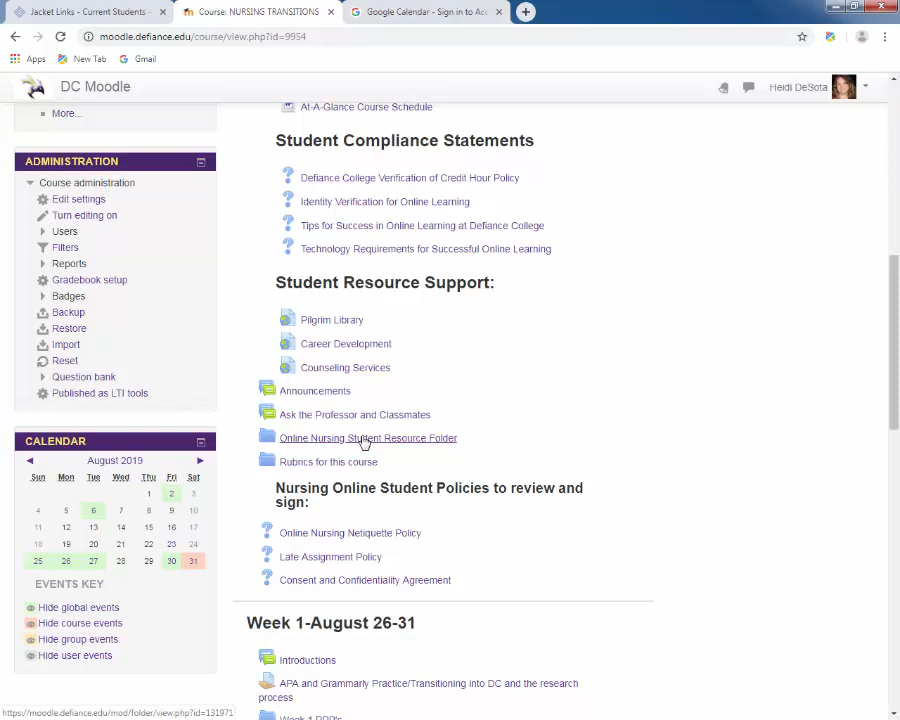 Jacket Links - Current Students -
Course: NURSING TRANSITIONS
Google Calendar - Sign in to Acc
moodle.defiance.edu/course/view.php?id=9954
Apps
New Tab
Gmail
DC Moodle
Heidi DeSota
More...
ADMINISTRATION
Course administration
Edit settings
Turn editing on
Users
Filters
Reports
Gradebook setup
Badges
Backup
Restore
Import
Reset
Question bank
Published as LTI tools
CALENDAR
August 2019
Sun Mon Tue Wed Thu Fri Sat
1 2 3
4 5 6 7 8 9 10
11 12 13 14 15 16 17
18 19 20 21 22 23 24
25 26 27 28 29 30 31
EVENTS KEY
Hide global events
Hide course events
Hide group events
Hide user events
At-A-Glance Course Schedule
Student Compliance Statements
Defiance College Verification of Credit Hour Policy
Identity Verification for Online Learning
Tips for Success in Online Learning at Defiance College
Technology Requirements for Successful Online Learning
Student Resource Support:
Pilgrim Library
Career Development
Counseling Services
Announcements
Ask the Professor and Classmates
Online Nursing Student Resource Folder
Rubrics for this course
Nursing Online Student Policies to review and
sign:
Online Nursing Netiquette Policy
Late Assignment Policy
Consent and Confidentiality Agreement
Week 1-August 26-31
Introductions
APA and Grammarly Practice/Transitioning into DC and the research
process
Week 1 PPP's
https://moodle.defiance.edu/mod/folder/view.php?id=131971